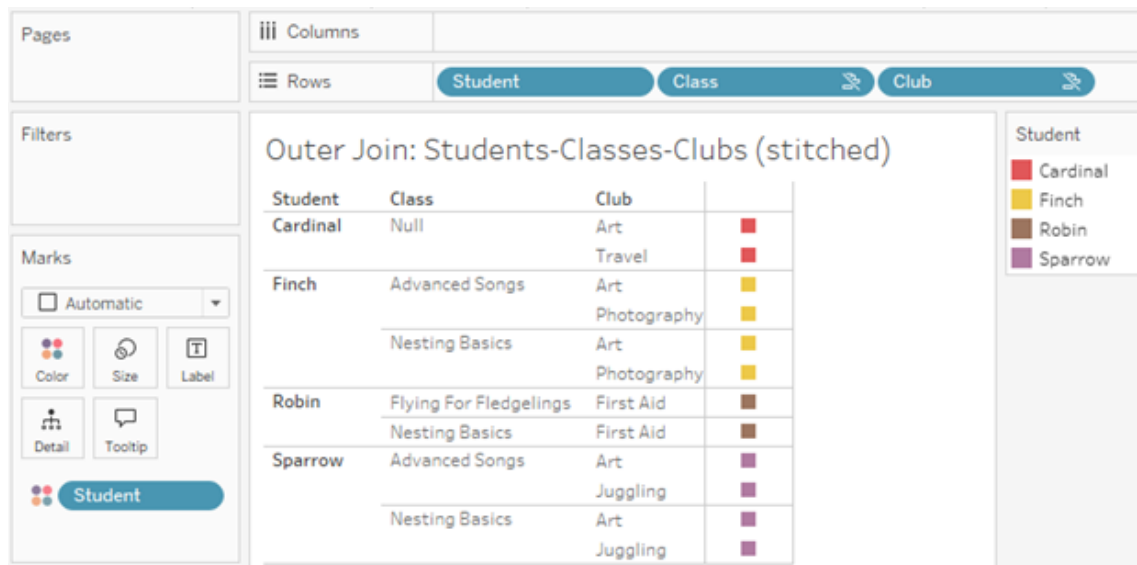 Pages
Columns
Rows
Student Class Club
Filters
Marks
Automatic
Color Size Label
Detail Tooltip
Student
Outer Join: Students-Classes-Clubs (stitched)
Student Class Club
Cardinal Null Art
Travel
Finch Advanced Songs Art
Photography
Nesting Basics Art
Photography
Robin Flying For Fledgelings First Aid
Nesting Basics First Aid
Sparrow Advanced Songs Art
Juggling
Nesting Basics Art
Juggling
Student
Cardinal
Finch
Robin
Sparrow